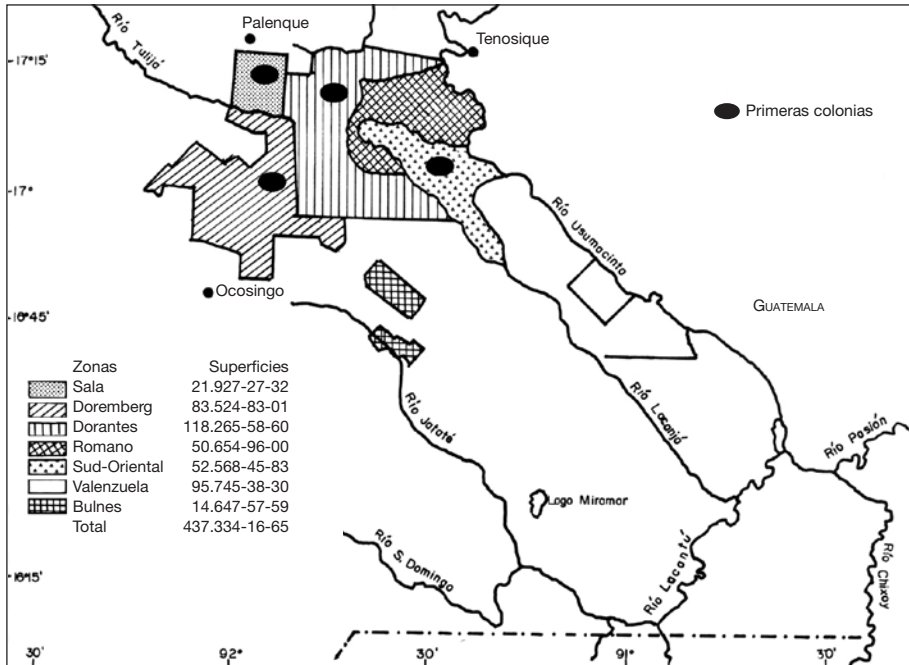 Palenque
Tenosique
Río Tulijá
17°15'
Primeras colonias
17°
Río Usumacinta
Ocosingo
GUATEMALA
16°45'
Zonas Superficies
Sala 21.927-27-32
Doremberg 83.524-83-01
Dorantes 118.265-58-60
Romano 50.654-96-00
Sud-Oriental 52.568-45-83
Valenzuela 95.745-38-30
Bulnes 14.647-57-59
Total 437.334-16-65
Río Jataté
Río Lacanjá
Río Pasión
Lago Miramar
Río S. Domingo
Río Lacantú
Río Chixoy
16°15'
30'
92°
30'
91°
30'